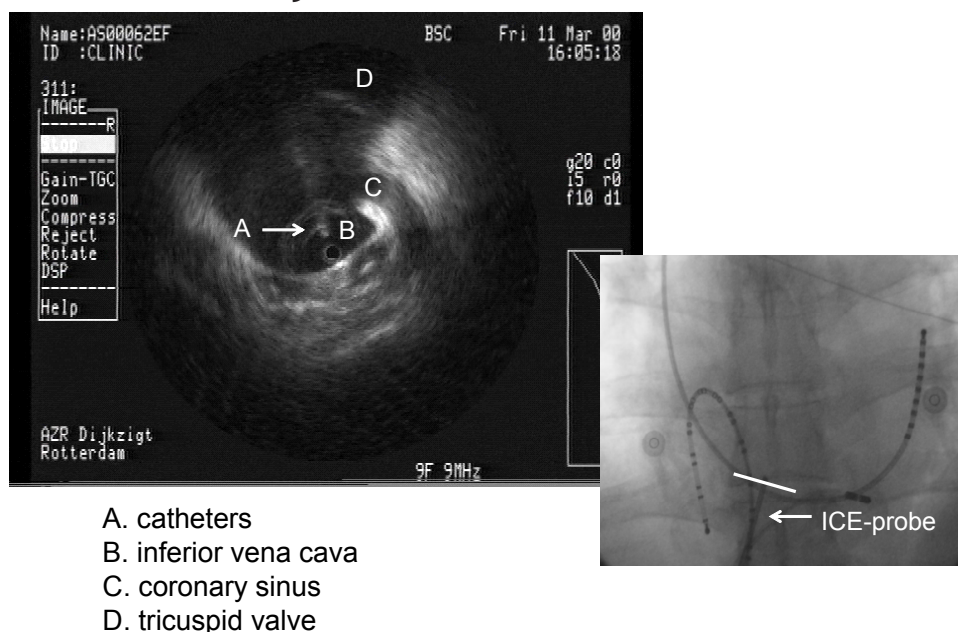 Name:AS00062EF
ID :CLINIC
BSC
Fri 11 Mar 00
16:05:18
311:
IMAGE
-------R
Stop
-------
Gain-TGC
Zoom
Compress
Reject
Rotate
DSP
Help
D
C
A
B
g20 c0
i5 r0
f10 d1
AZR Dijkzigt
Rotterdam
9F 9MHz
ICE-probe
A. catheters
B. inferior vena cava
C. coronary sinus
D. tricuspid valve